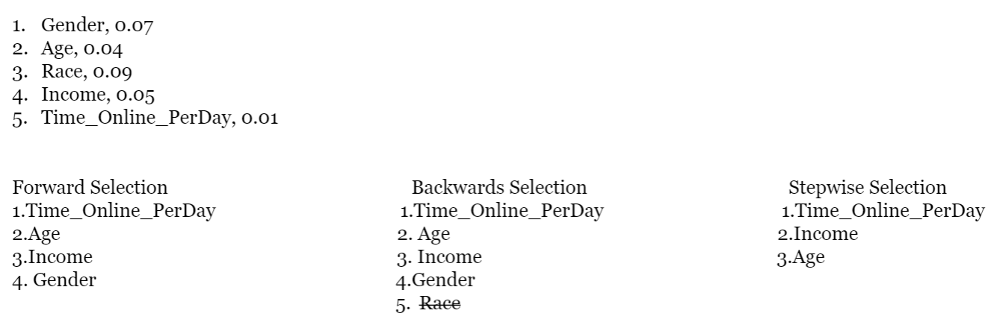 1. Gender, 0.07
2. Age, 0.04
3. Race, 0.09
4. Income, 0.05
5. Time_Online_PerDay, 0.01
Forward Selection
1.Time_Online_PerDay
2.Age
3.Income
4. Gender
Backwards Selection
1.Time_Online_PerDay
2. Age
3. Income
4.Gender
5. Race
Stepwise Selection
1.Time_Online_PerDay
2.Income
3.Age